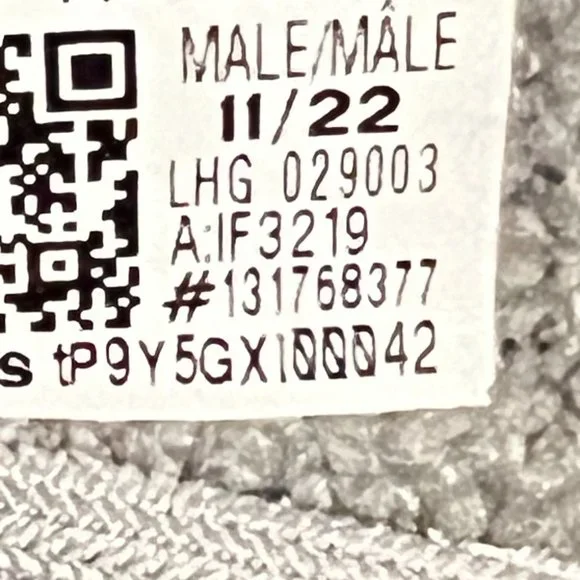 MALE/MÂLE
11/22
LHG 029003
A:IF3219
#131768377
s tP9Y5GX100042